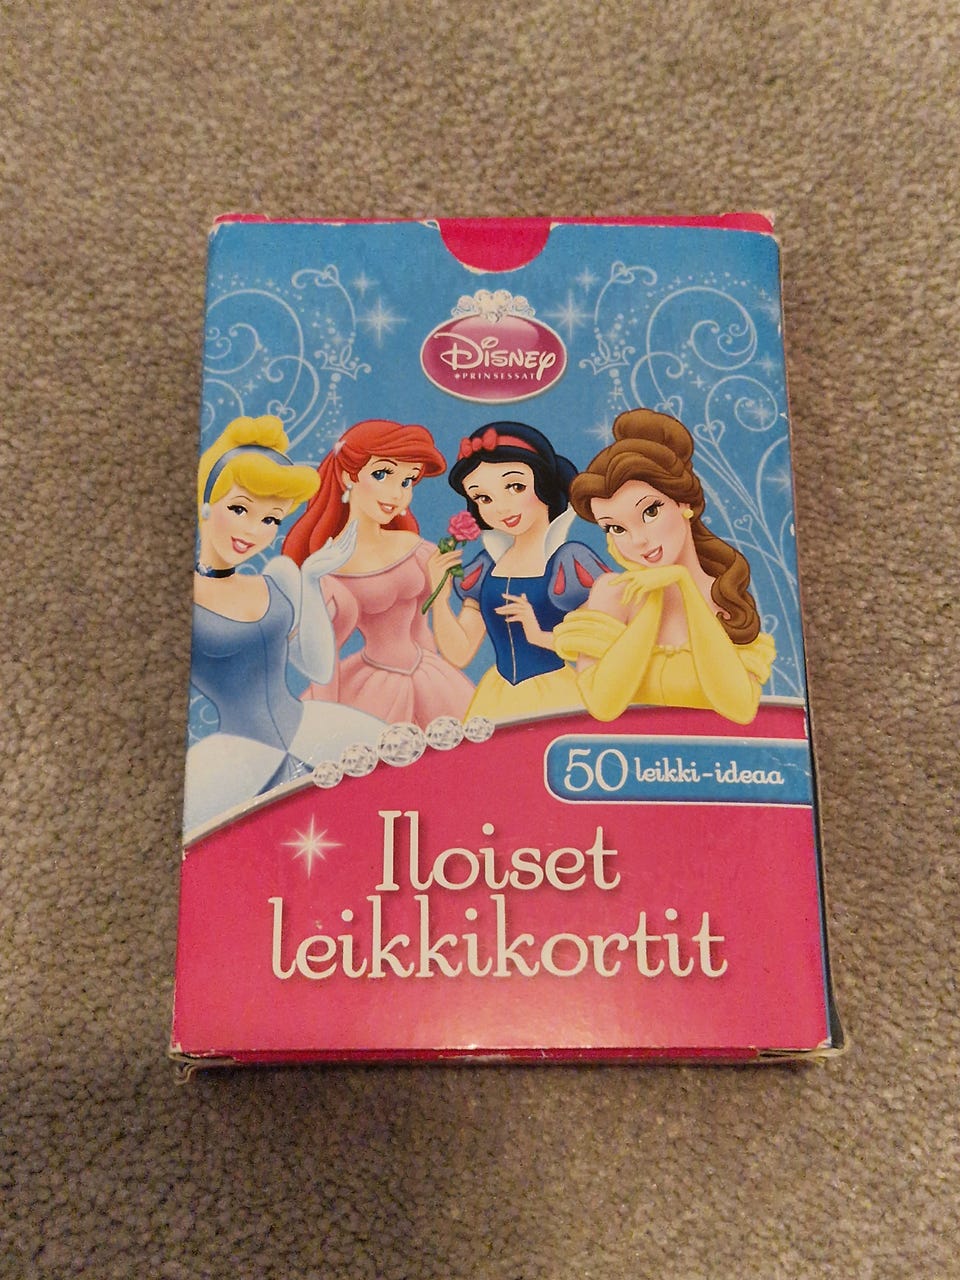 Disney
PRINSESSAT
50 leikki-ideaa
Iloiset
leikkikortit